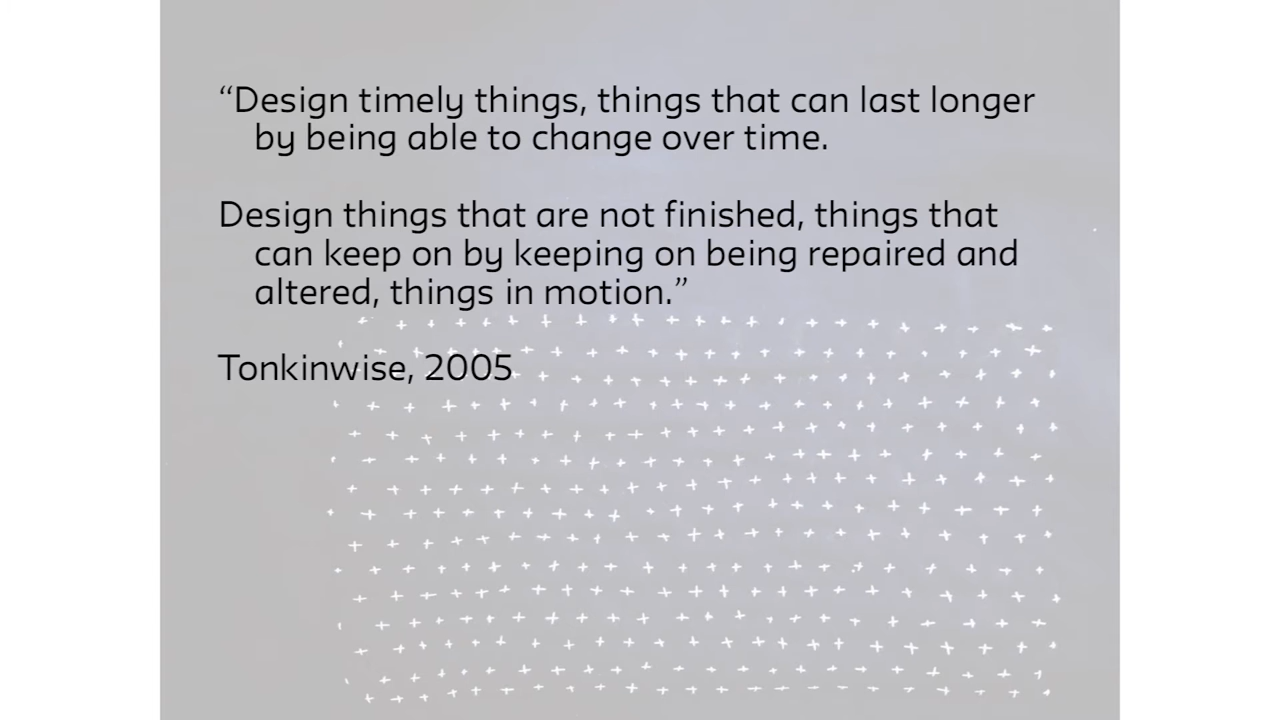 “Design timely things, things that can last longer
by being able to change over time.
Design things that are not finished, things that
can keep on by keeping on being repaired and
altered, things in motion.”
Tonkinwise, 2005